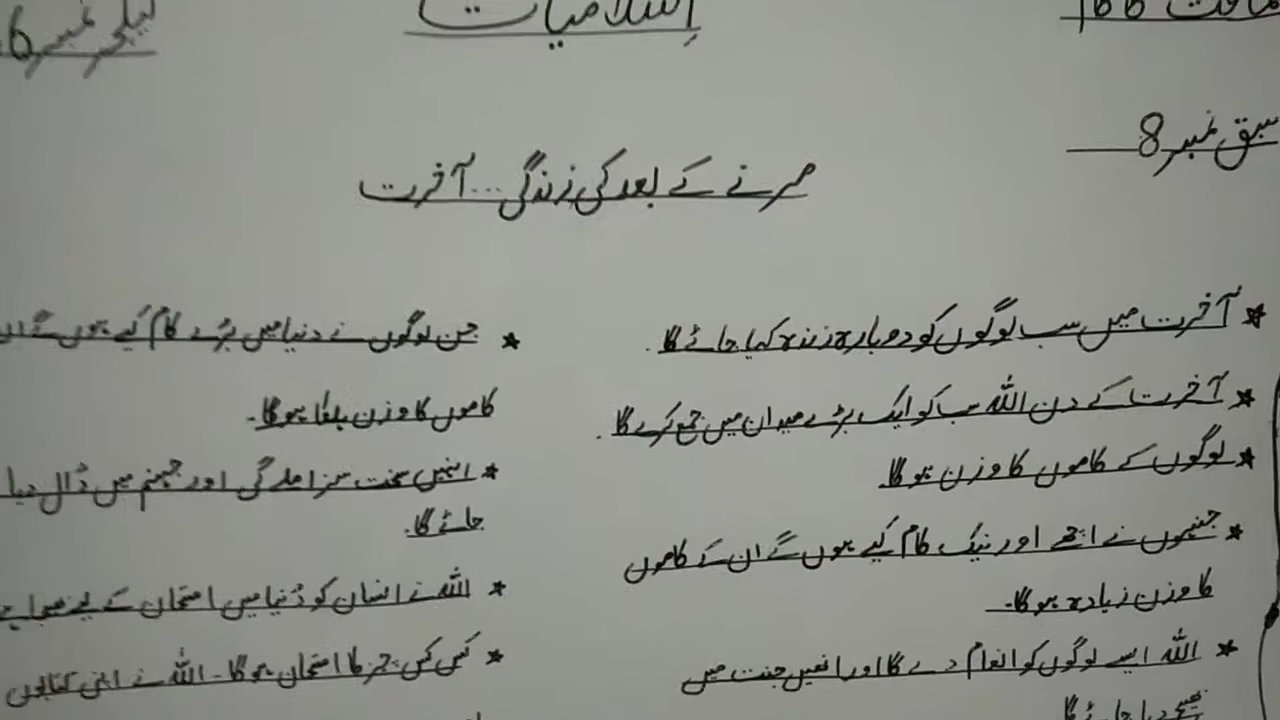 اسلامیات
لیکچر نمبر 6
سبق نمبر 8
مرنے کے بعد کی زندگی ... آخرت
* آخرت میں سب لوگوں کو دوبارہ زندہ کیا جائے گا.
* آخرت کے دن اللہ سب کو ایک بڑے میدان میں جمع کرے گا.
* لوگوں کے کاموں کا وزن ہوگا.
* جنہوں نے اچھے اور نیک کام کیے ہوں گے ان کے کاموں
کا وزن زیادہ ہوگا.
* اللہ ایسے لوگوں کو انعام دے گا اور انھیں جنت میں
بھیج دیا جائے گا
* جن لوگوں نے دنیا میں بڑے کام کیے ہوں گے ان
کاموں کا وزن ہلکا ہوگا.
* انہیں سخت سزا ملے گی اور جہنم میں ڈال دیا
جائے گا.
* اللہ نے انسان کو دُنیا میں امتحان کے لیے بھیجا
* کس کس چیز کا امتحان ہوگا. اللہ نے اپنی کتابوں